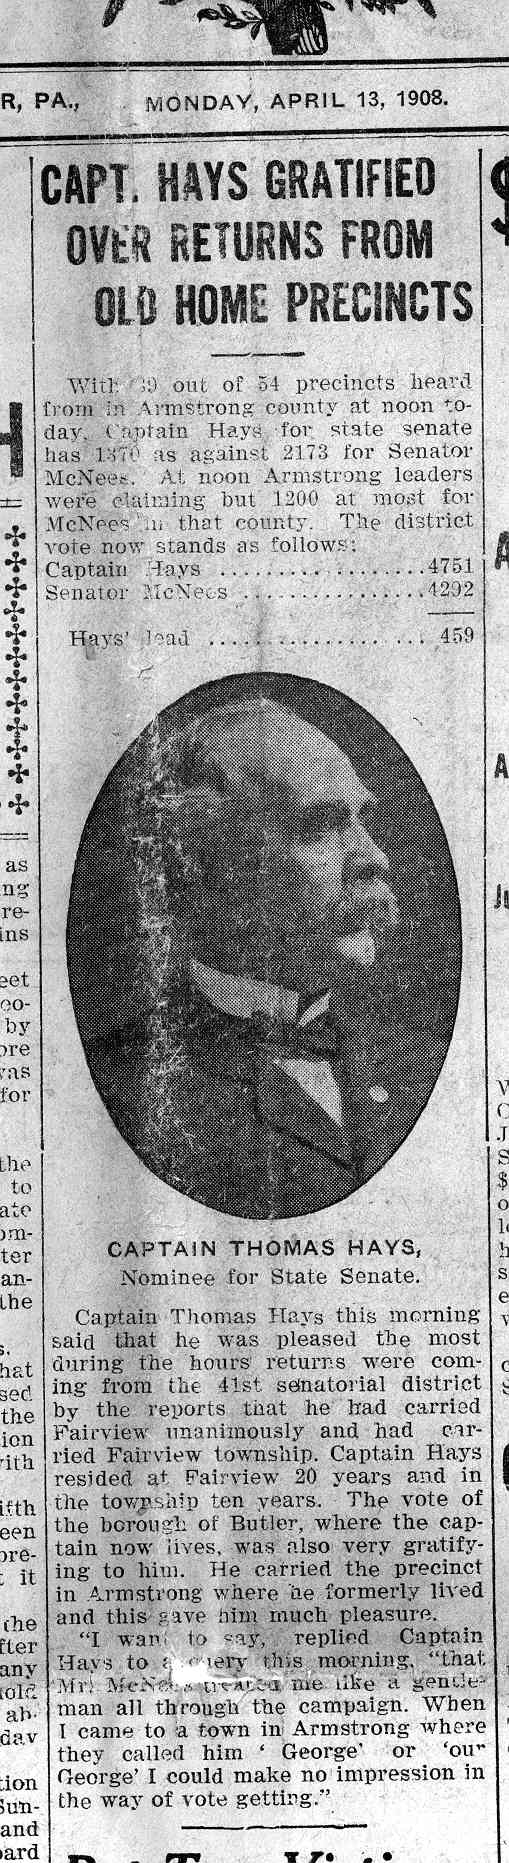 R, PA., MONDAY, APRIL 13, 1908.
CAPT. HAYS GRATIFIED
OVER RETURNS FROM
OLD HOME PRECINCTS
With 39 out of 54 precincts heard
from in Armstrong county at noon to-
day, Captain Hays for state senate
has 1370 as against 2173 for Senator
McNees. At noon Armstrong leaders
were claiming but 1200 at most for
McNees in that county. The district
vote now stands as follows:
Captain Hays ..................4751
Senator McNees ...............4292
Hays' lead ................... 459
CAPTAIN THOMAS HAYS,
Nominee for State Senate.
Captain Thomas Hays this morning
said that he was pleased the most
during the hours returns were com-
ing from the 41st senatorial district
by the reports that he had carried
Fairview unanimously and had car-
ried Fairview township. Captain Hays
resided at Fairview 20 years and in
the township ten years. The vote of
the borough of Butler, where the cap-
tain now lives, was also very gratify-
ing to him. He carried the precinct
in Armstrong where he formerly lived
and this gave him much pleasure.
"I want to say, replied Captain
Hays to a query this morning, "that
Mr. McNees treated me like a gentle-
man all through the campaign. When
I came to a town in Armstrong where
they called him ' George' or 'our
George' I could make no impression in
the way of vote getting."